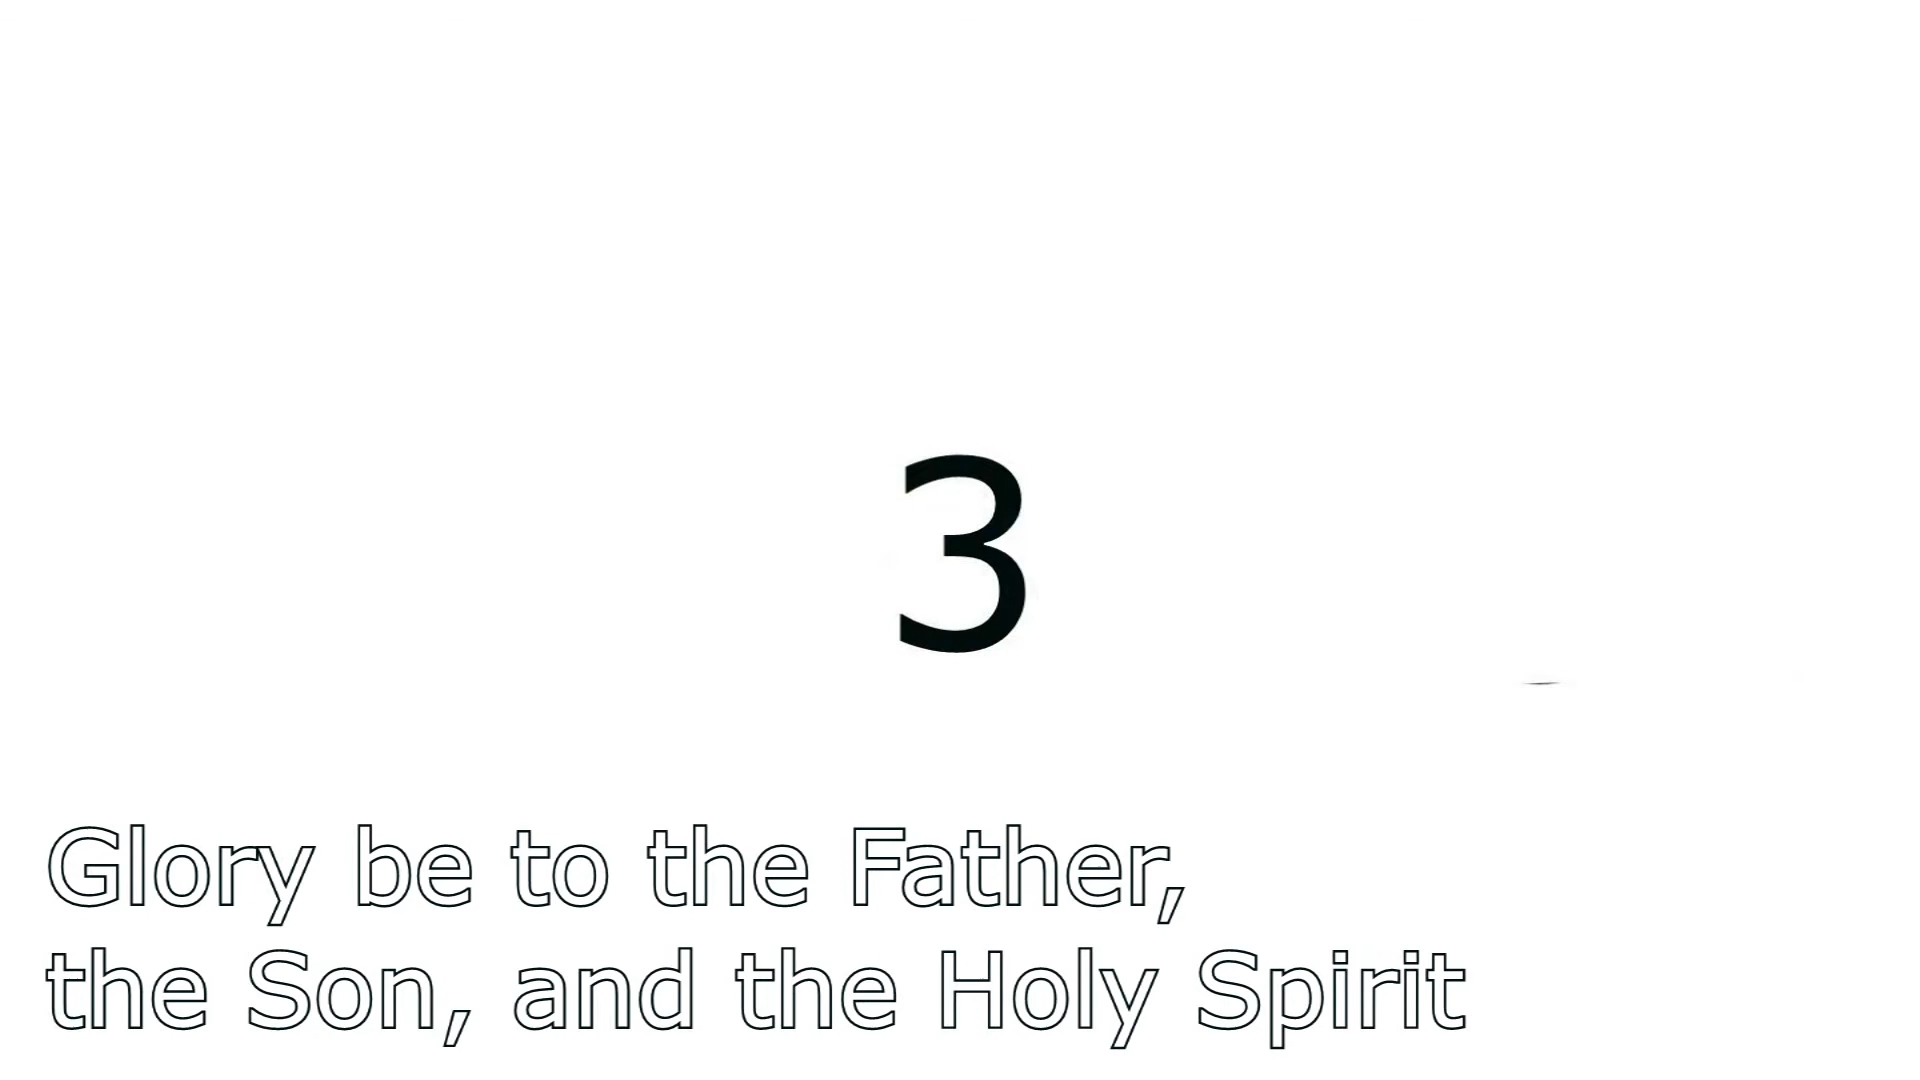 3
Glory be to the Father,
the Son, and the Holy Spirit